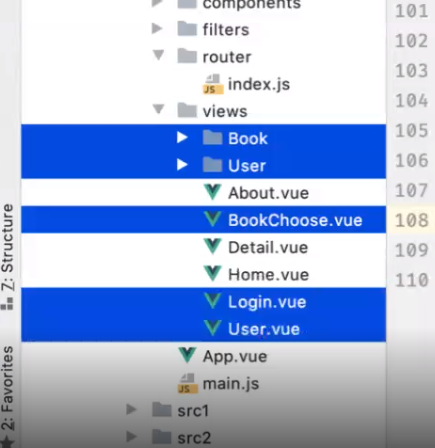 components
filters
router
JS index.js
views
Book
User
About.vue
BookChoose.vue
Detail.vue
Home.vue
Login.vue
User.vue
App.vue
JS main.js
src1
src2
101
102
103
104
105
106
107
108
109
110
Z: Structure
2: Favorites